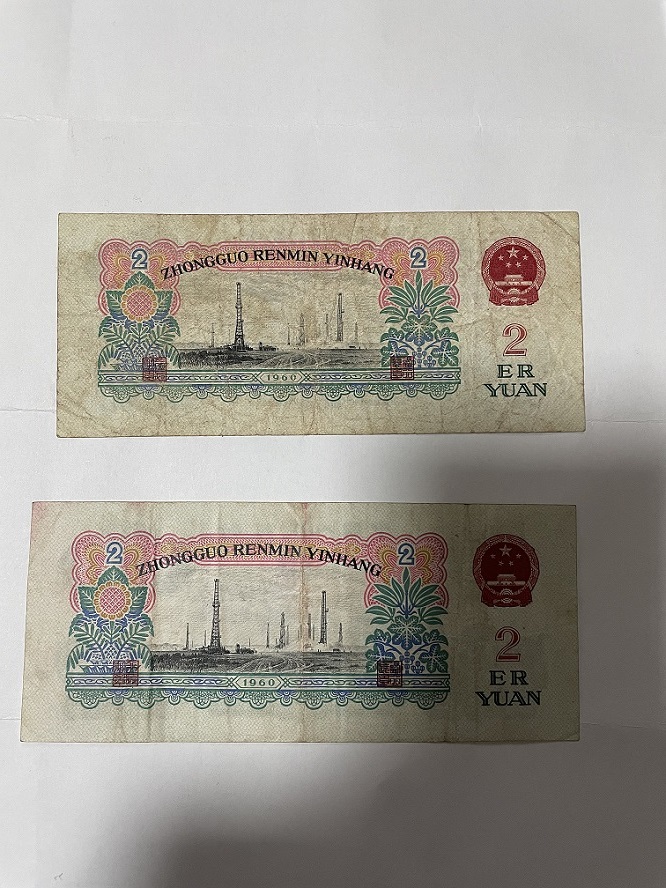 2 ZHONGGUO RENMIN YINHANG 2
1960
2
ER
YUAN
2 ZHONGGUO RENMIN YINHANG 2
1960
2
ER
YUAN